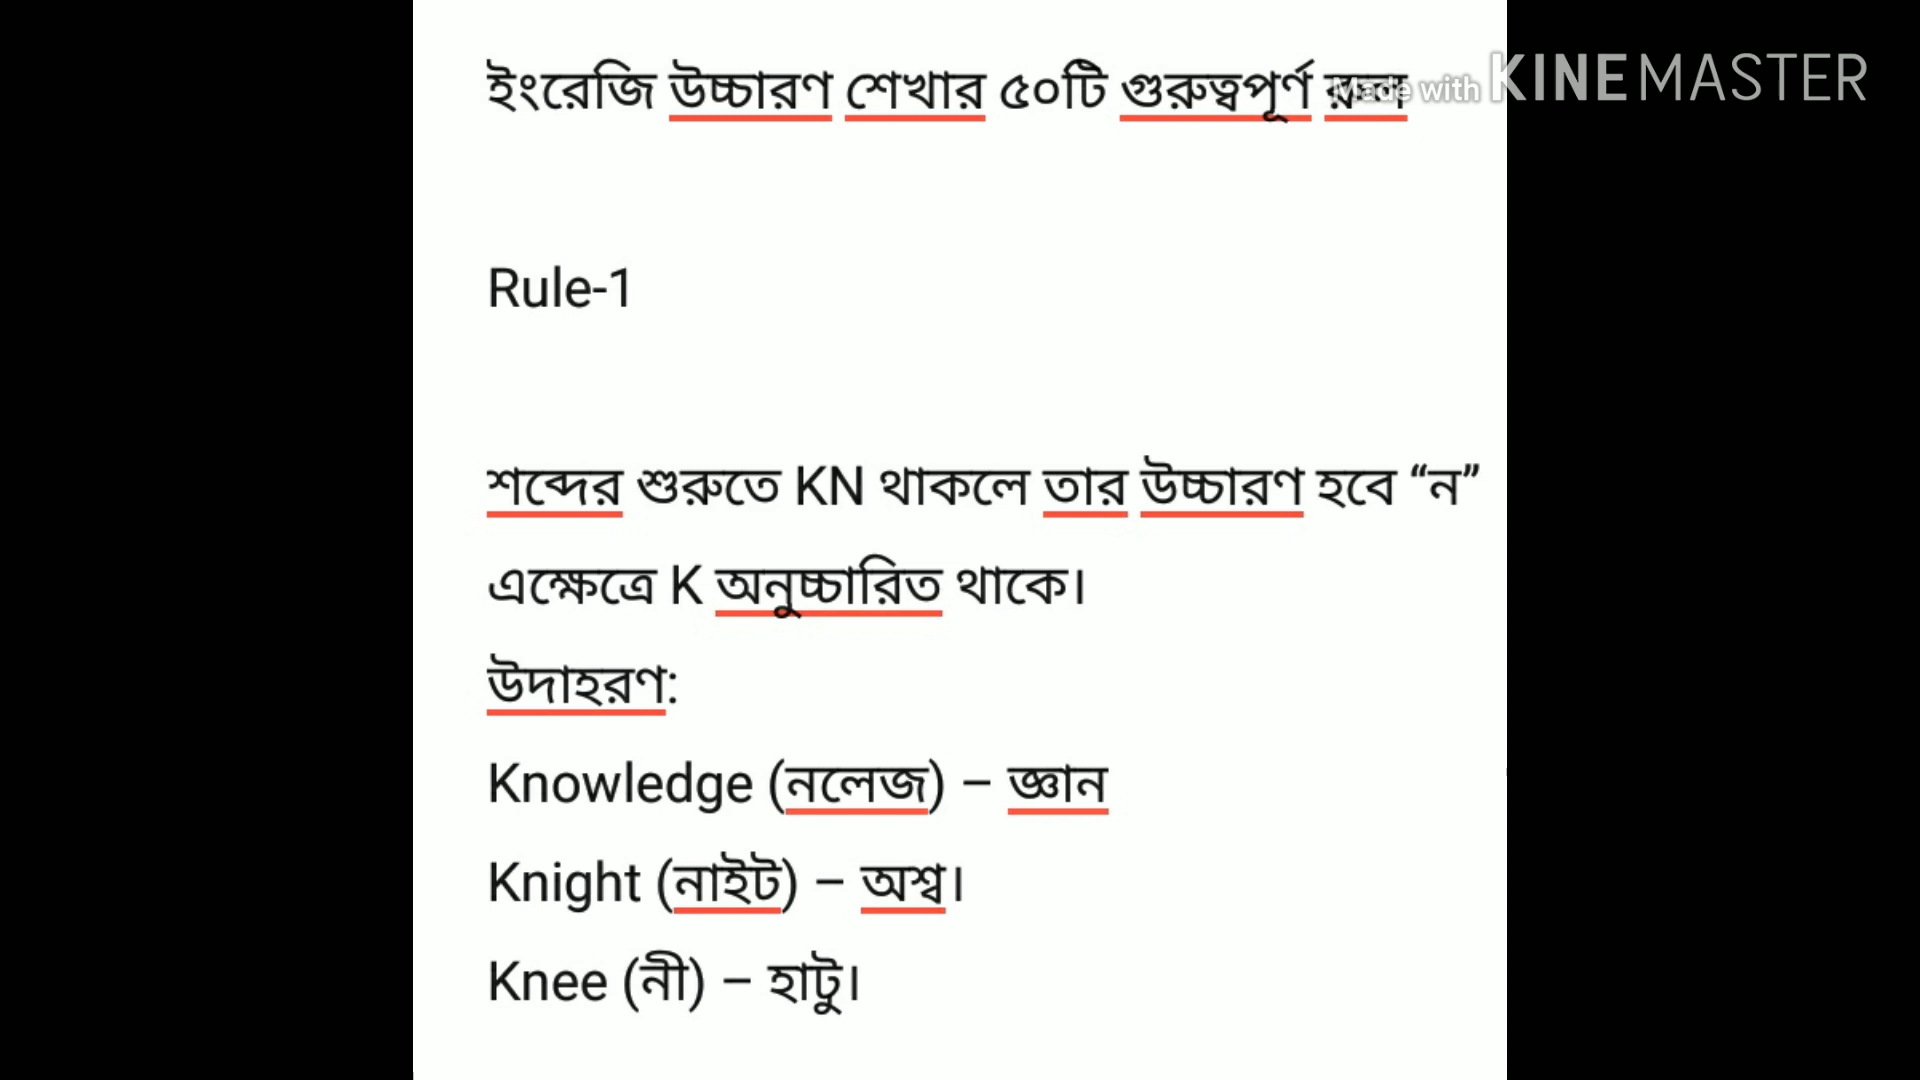 ইংরেজি উচ্চারণ শেখার ৫০টি গুরুত্বপূর্ণ রুল
Made with KINEMASTER
Rule-1
শব্দের শুরুতে KN থাকলে তার উচ্চারণ হবে “ন”
এক্ষেত্রে K অনুচ্চারিত থাকে।
উদাহরণ:
Knowledge (নলেজ) – জ্ঞান
Knight (নাইট) – অশ্ব।
Knee (নী) – হাটু।